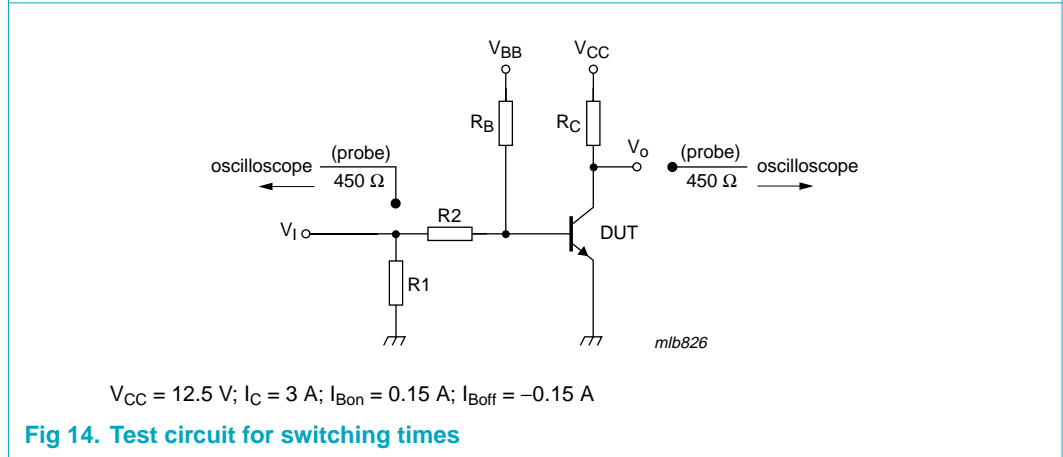 VBB
VCC
RB
RC
Vo
(probe)
450 Ω
oscilloscope
(probe)
450 Ω
oscilloscope
R2
VI
DUT
R1
mlb826
VCC = 12.5 V; IC = 3 A; IBon = 0.15 A; IBoff = −0.15 A
Fig 14. Test circuit for switching times